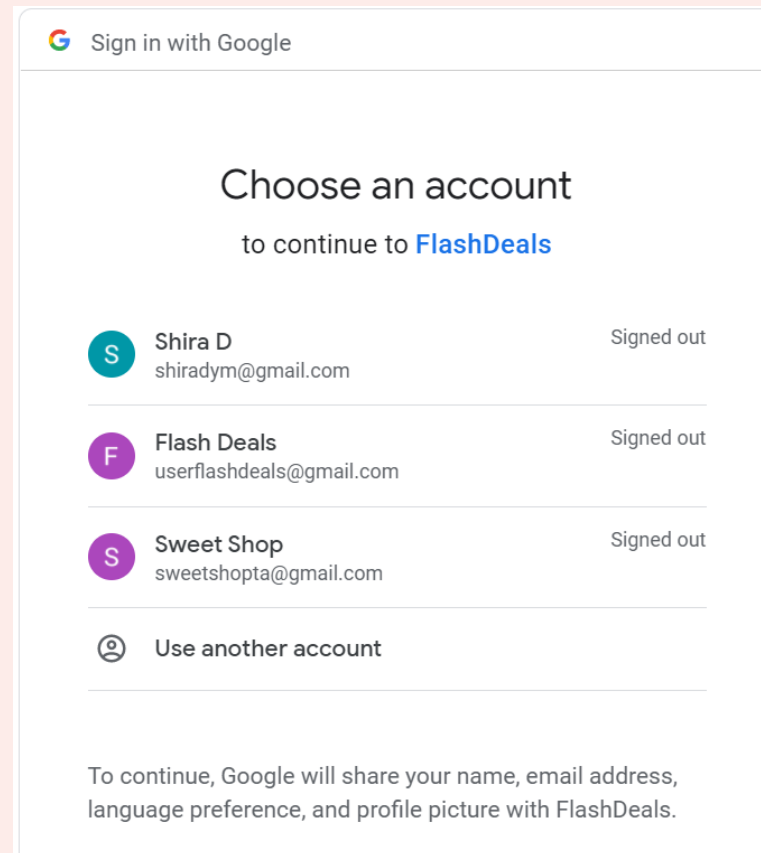 Sign in with Google
Choose an account
to continue to FlashDeals
S
Shira D
Signed out
shiradym@gmail.com
F
Flash Deals
Signed out
userflashdeals@gmail.com
S
Sweet Shop
Signed out
sweetshopta@gmail.com
Use another account
To continue, Google will share your name, email address,
language preference, and profile picture with FlashDeals.